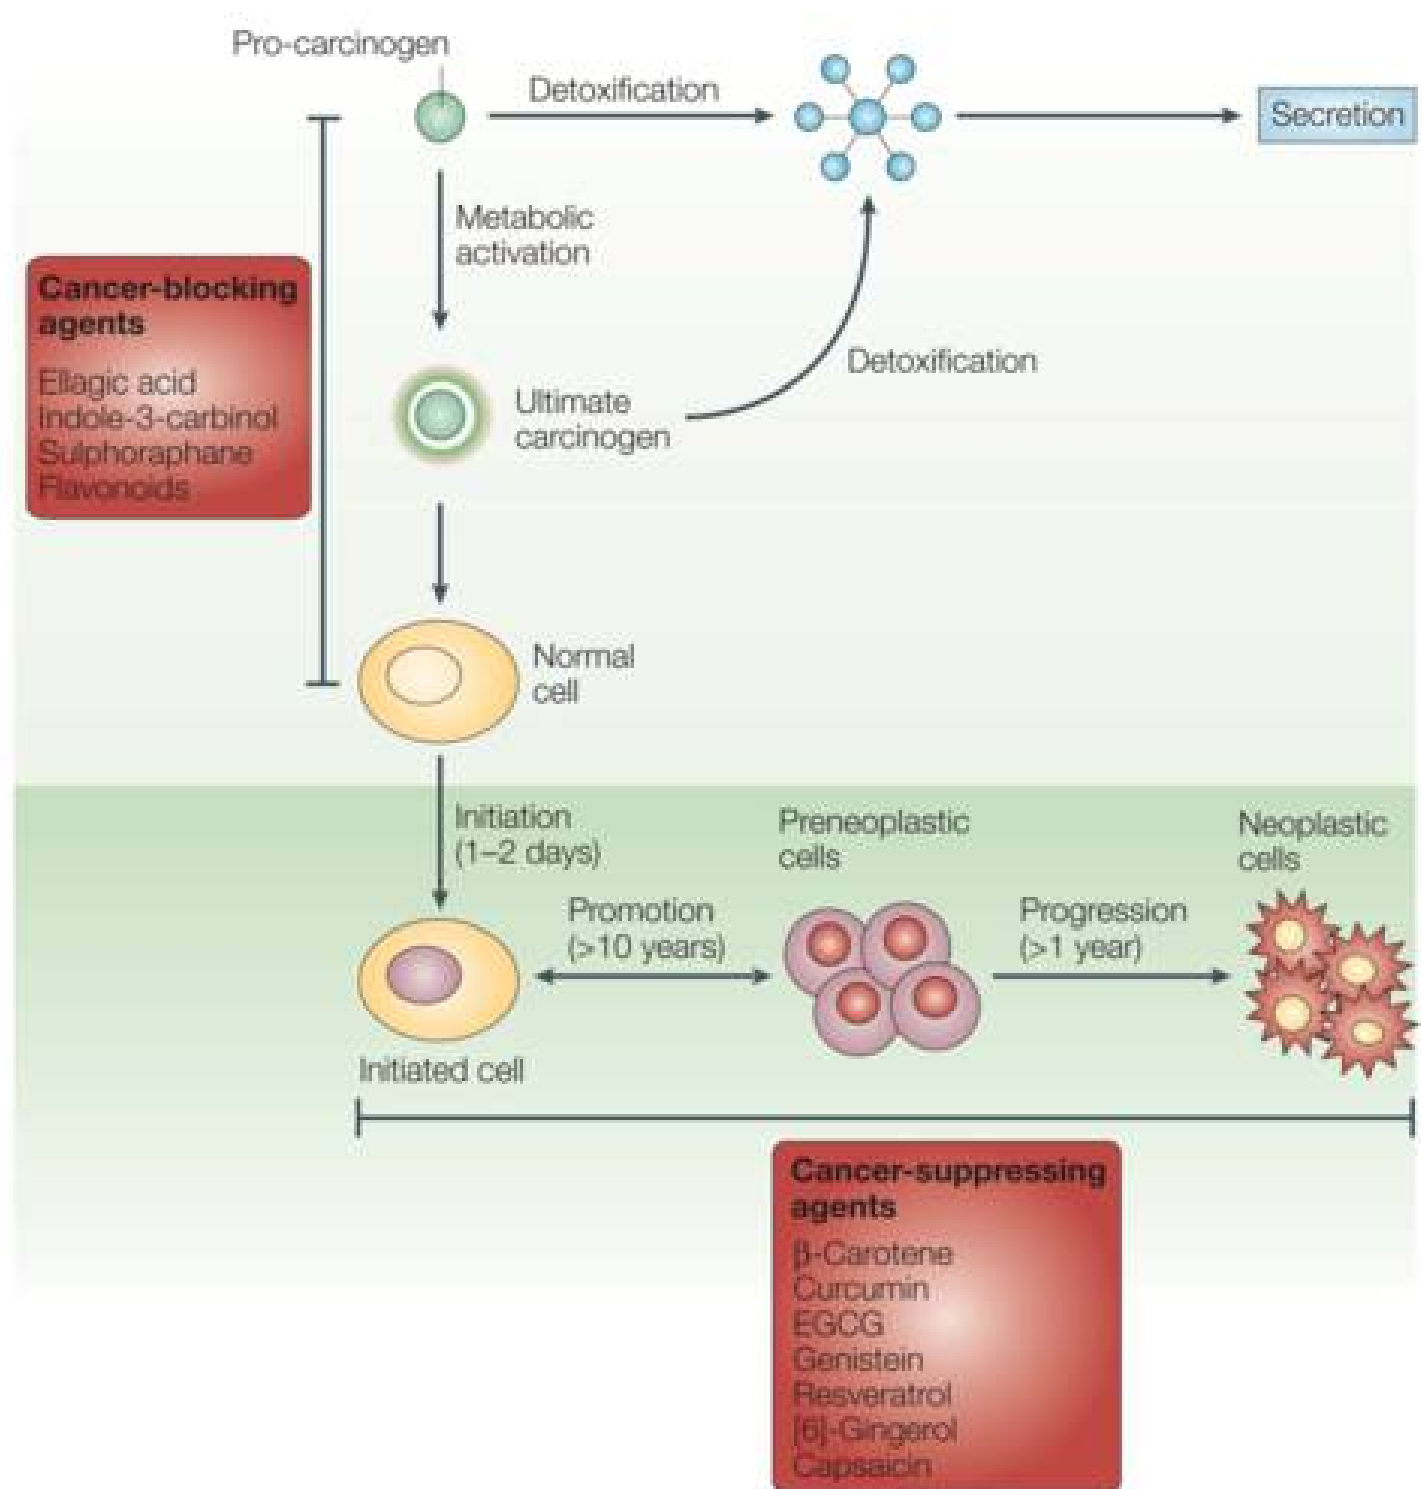 Pro-carcinogen
Detoxification
Secretion
Metabolic
activation
Cancer-blocking
agents
Ellagic acid
Indole-3-carbinol
Sulphoraphane
Flavonoids
Ultimate
carcinogen
Detoxification
Normal
cell
Initiation
(1–2 days)
Preneoplastic
cells
Neoplastic
cells
Promotion
(>10 years)
Progression
(>1 year)
Initiated cell
Cancer-suppressing
agents
β-Carotene
Curcumin
EGCG
Genistein
Resveratrol
[6]-Gingerol
Capsaicin